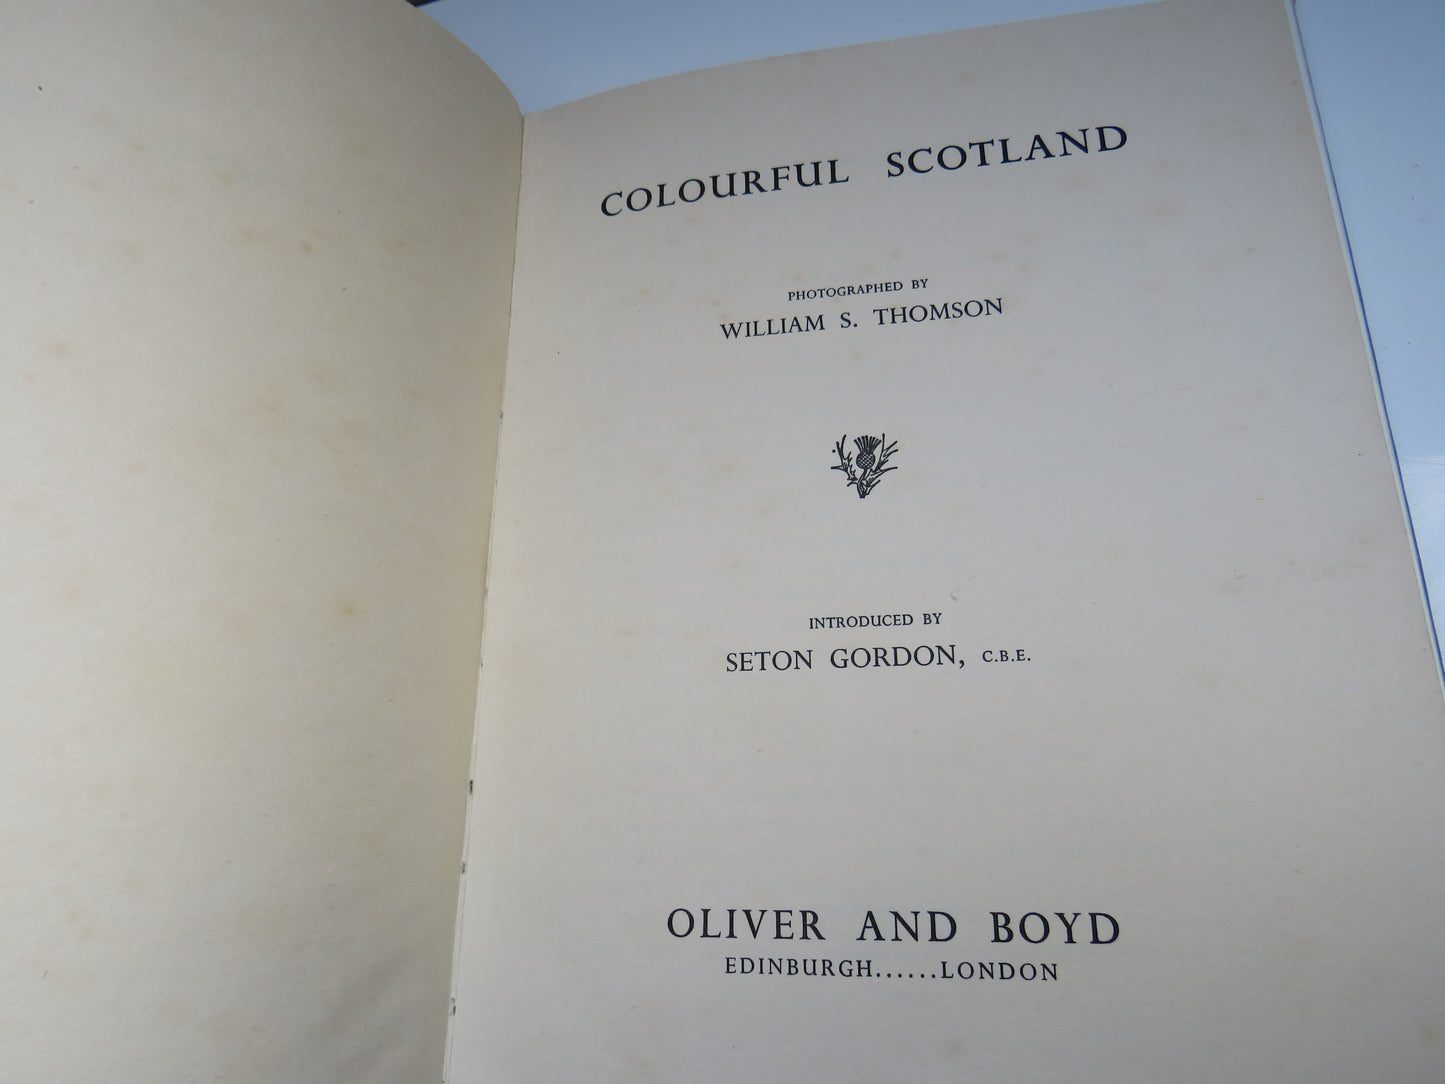 COLOURFUL SCOTLAND
PHOTOGRAPHED BY
WILLIAM S. THOMSON
INTRODUCED BY
SETON GORDON, C.B.E.
OLIVER AND BOYD
EDINBURGH......LONDON